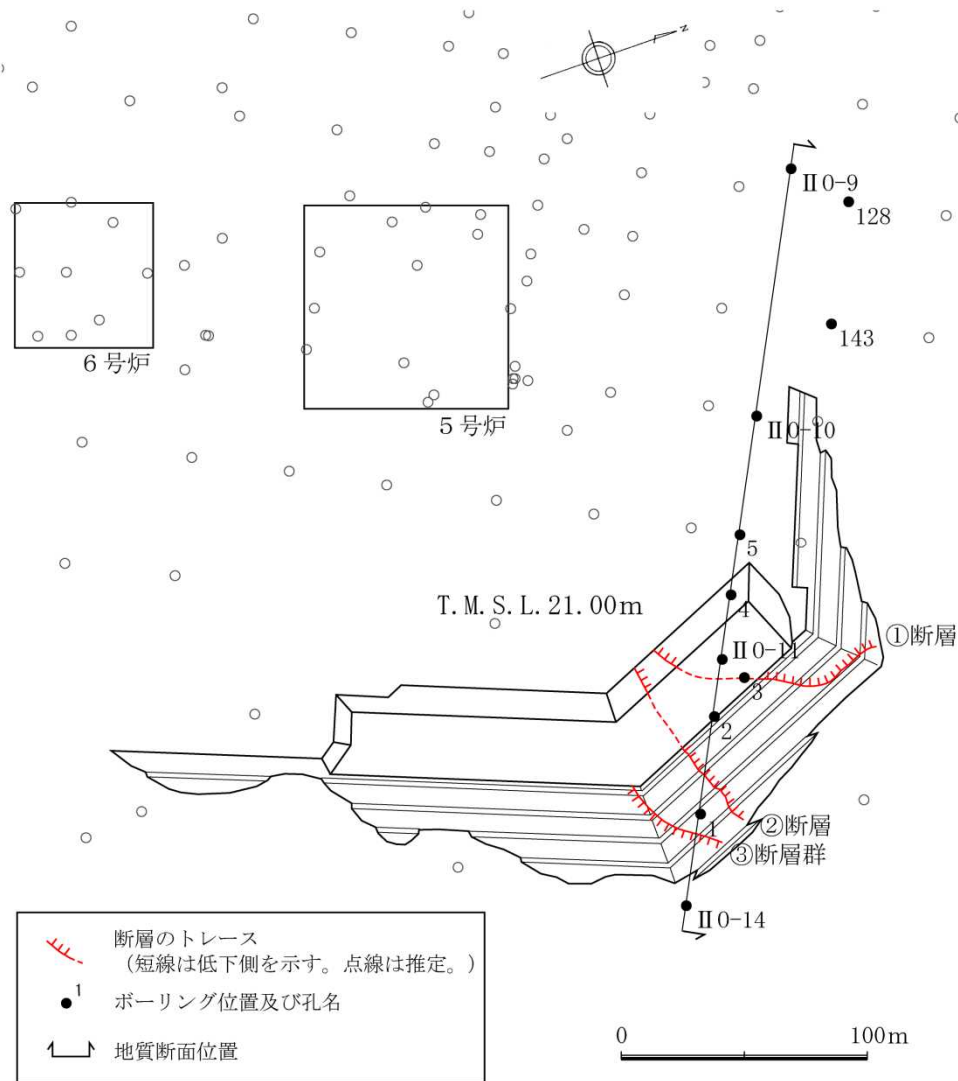 N
Ⅱ0-9
128
143
6号炉
5号炉
Ⅱ0-10
5
T.M.S.L.21.00m
4
①断層
Ⅱ0-11
3
2
1
②断層
③断層群
Ⅱ0-14
断層のトレース
(短線は低下側を示す。点線は推定。)
1
ボーリング位置及び孔名
地質断面位置
0
100m